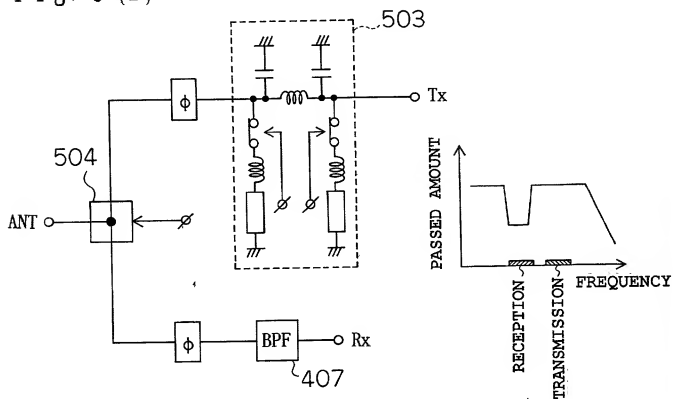 503
φ
Tx
504
ANT
φ
BPF
Rx
407
PASSED AMOUNT
FREQUENCY
RECEPTION
TRANSMISSION